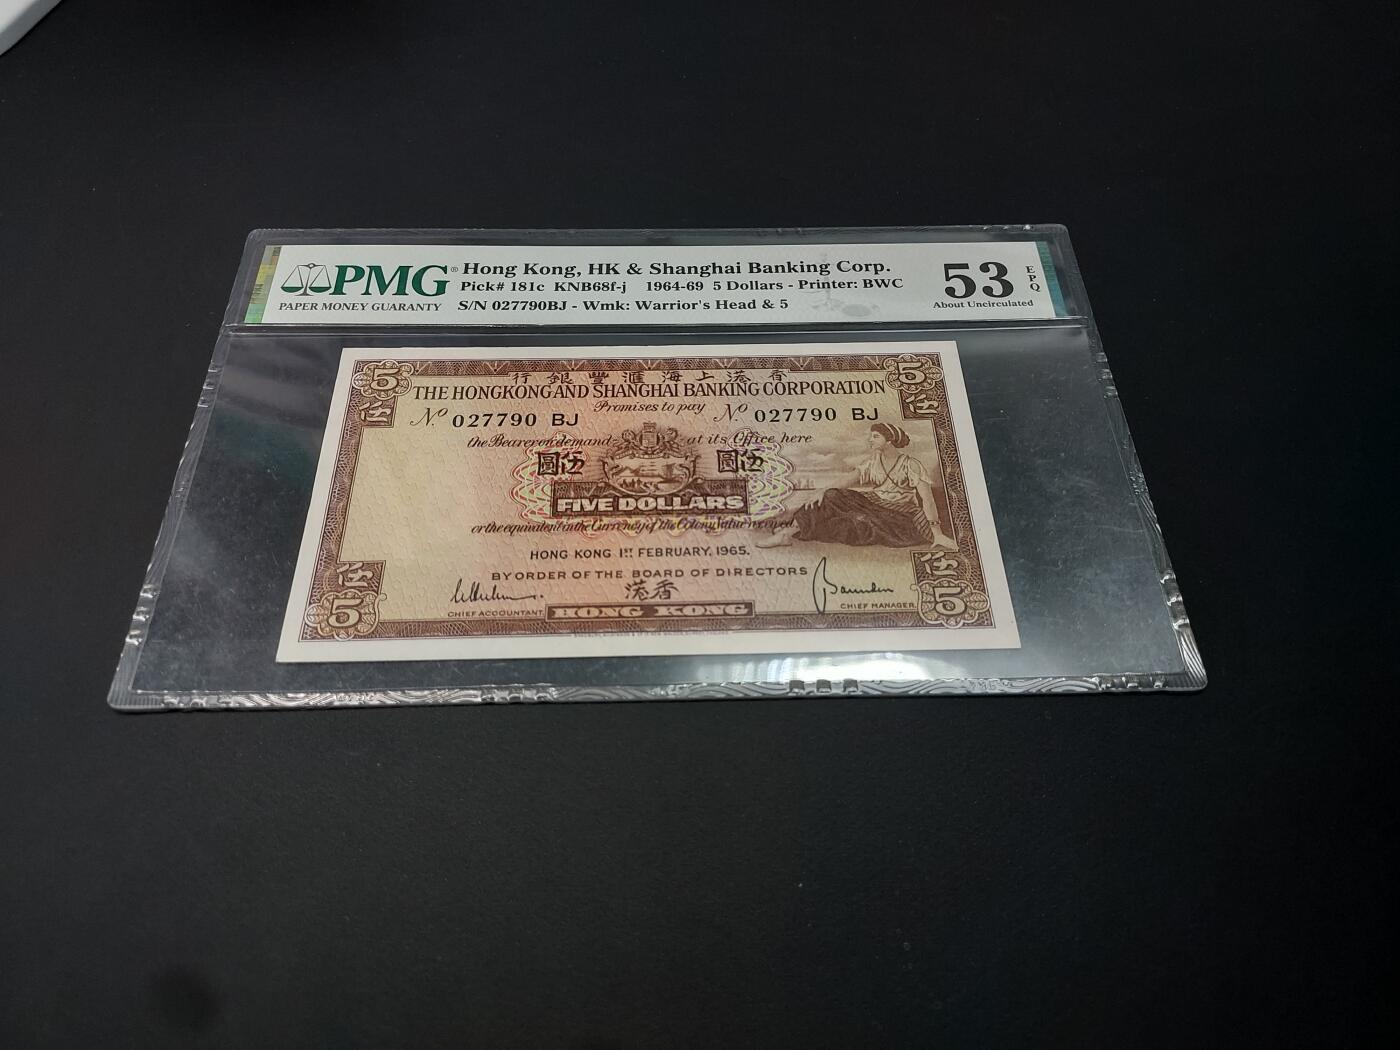 PMG®
PAPER MONEY GUARANTY
Hong Kong, HK & Shanghai Banking Corp.
Pick# 181c KNB68f-j 1964-69 5 Dollars - Printer: BWC
S/N 027790BJ - Wmk: Warrior's Head & 5
53
EPQ
About Uncirculated
5
行銀豐滙海上港香
5
THE HONGKONG AND SHANGHAI BANKING CORPORATION
伍
Promises to pay
伍
No 027790 BJ
No 027790 BJ
the Bearer on demand at its Office here
圓伍
圓伍
FIVE DOLLARS
or the equivalent in the Currency of the Colony Value received.
HONG KONG 1ST FEBRUARY, 1965.
BY ORDER OF THE BOARD OF DIRECTORS
伍
港香
伍
5
CHIEF ACCOUNTANT.
HONG KONG
CHIEF MANAGER.
5